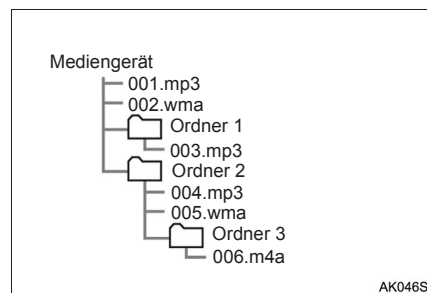 Mediengerät
001.mp3
002.wma
Ordner 1
003.mp3
Ordner 2
004.mp3
005.wma
Ordner 3
006.m4a
AK046S